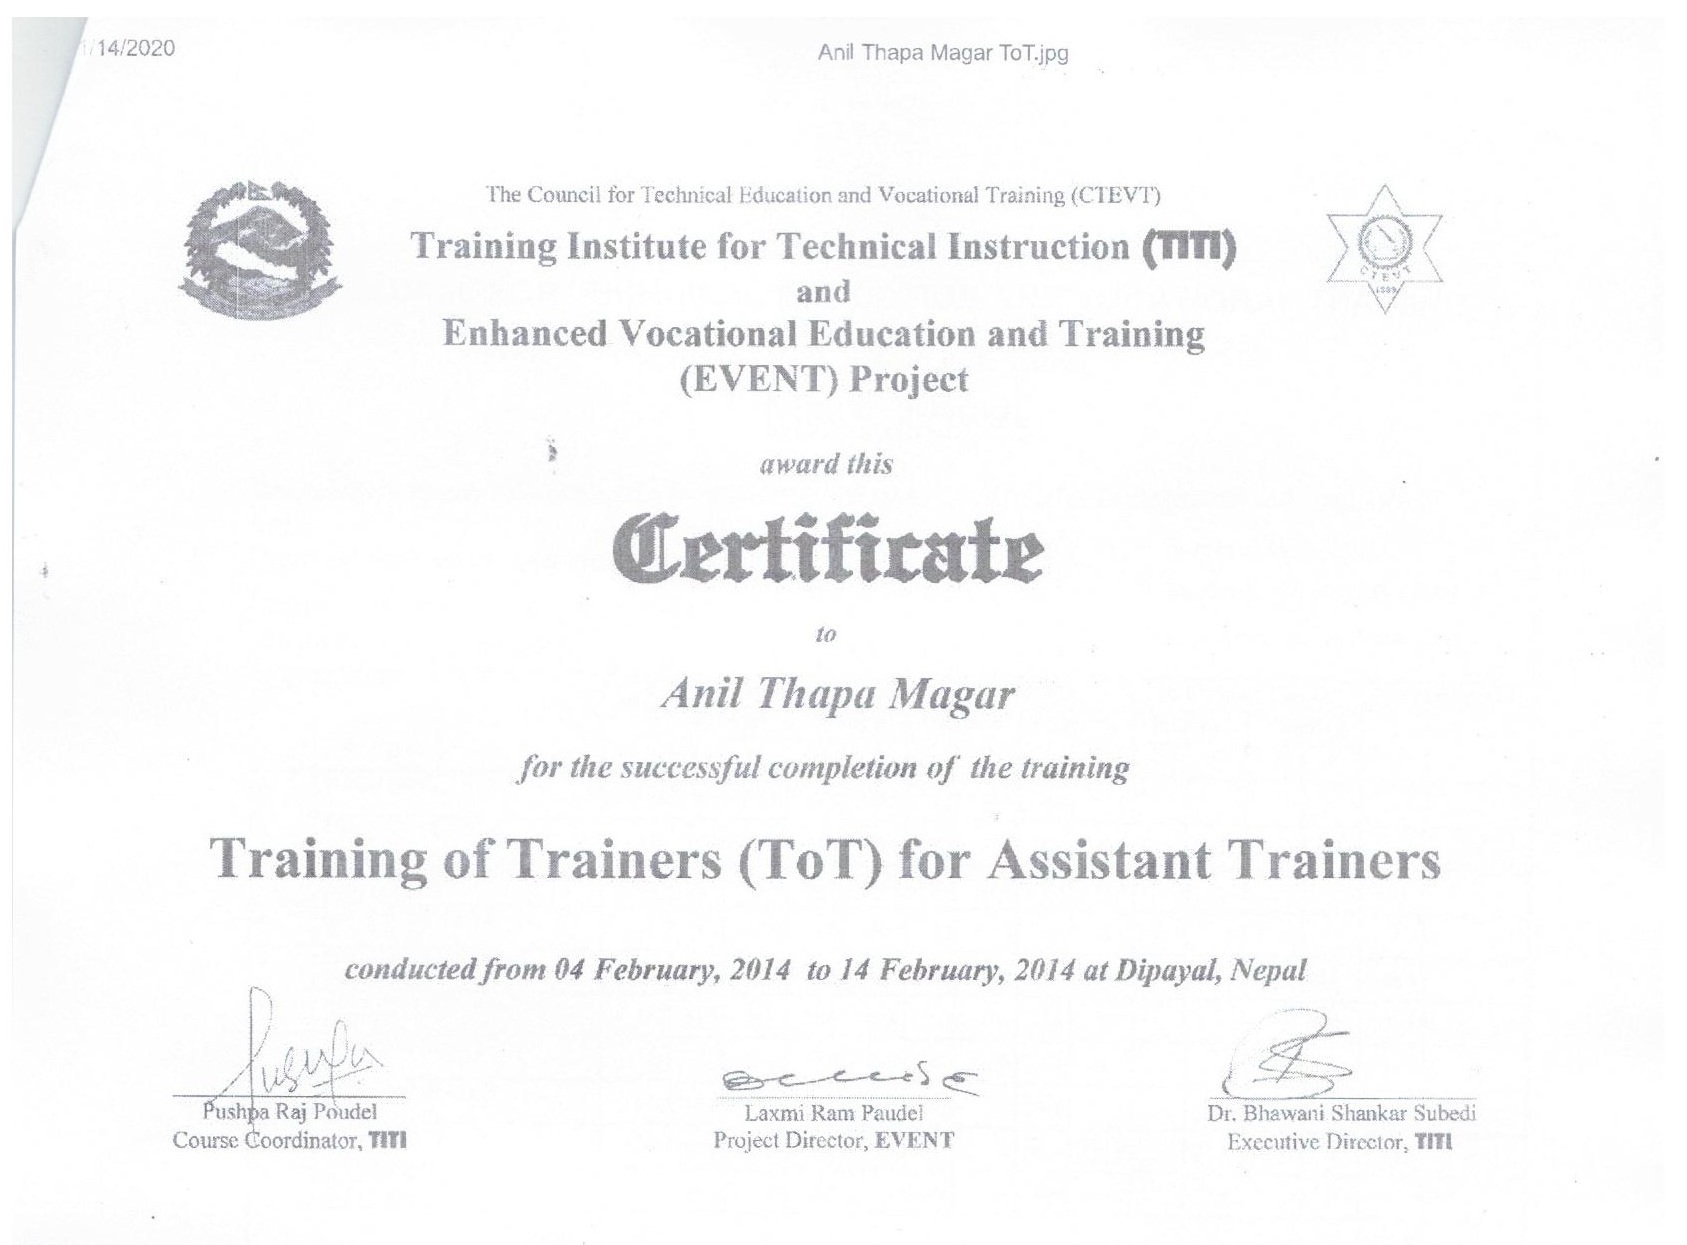 /14/2020
Anil Thapa Magar ToT.jpg
The Council for Technical Education and Vocational Training (CTEVT)
Training Institute for Technical Instruction (TITI)
and
Enhanced Vocational Education and Training
(EVENT) Project
CTEVT
1989
award this
Certificate
to
Anil Thapa Magar
for the successful completion of the training
Training of Trainers (ToT) for Assistant Trainers
conducted from 04 February, 2014 to 14 February, 2014 at Dipayal, Nepal
Pushpa Raj Poudel
Course Coordinator, TITI
Laxmi Ram Paudel
Project Director, EVENT
Dr. Bhawani Shankar Subedi
Executive Director, TITI